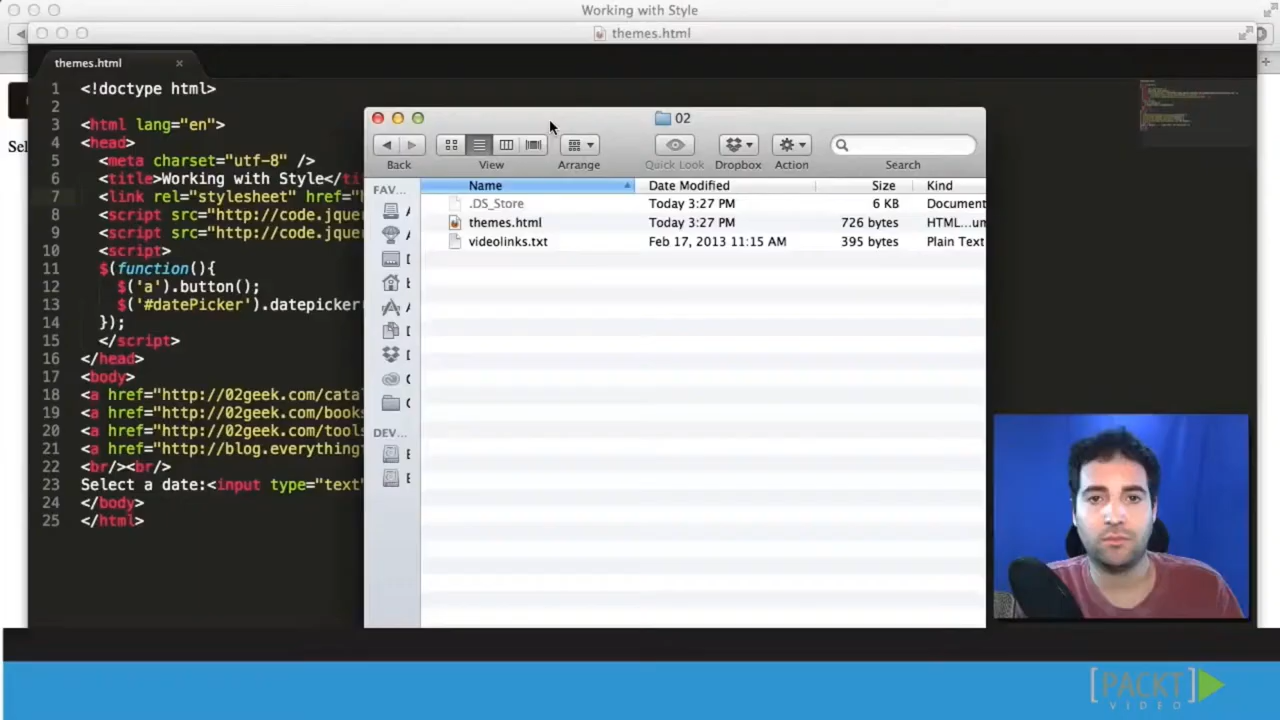 Working with Style
themes.html
themes.html
1 <!doctype html>
2
3 <html lang="en">
4 <head>
5 <meta charset="utf-8" />
6 <title>Working with Style</ti
7 <link rel="stylesheet" href="
8 <script src="http://code.jque
9 <script src="http://code.jque
10 <script>
11 $(function(){
12 $('a').button();
13 $('#datePicker').datepicker
14 });
15 </script>
16 </head>
17 <body>
18 <a href="http://02geek.com/cata
19 <a href="http://02geek.com/book
20 <a href="http://02geek.com/tool
21 <a href="http://blog.everything
22 <br/><br/>
23 Select a date:<input type="text"
24 </body>
25 </html>
Sel
02
Back View Arrange Quick Look Dropbox Action Search
Search
FAV...
DEV...
Name Date Modified Size Kind
.DS_Store Today 3:27 PM 6 KB Document
themes.html Today 3:27 PM 726 bytes HTML...um
videolinks.txt Feb 17, 2013 11:15 AM 395 bytes Plain Text
[PACKT]
VIDEO